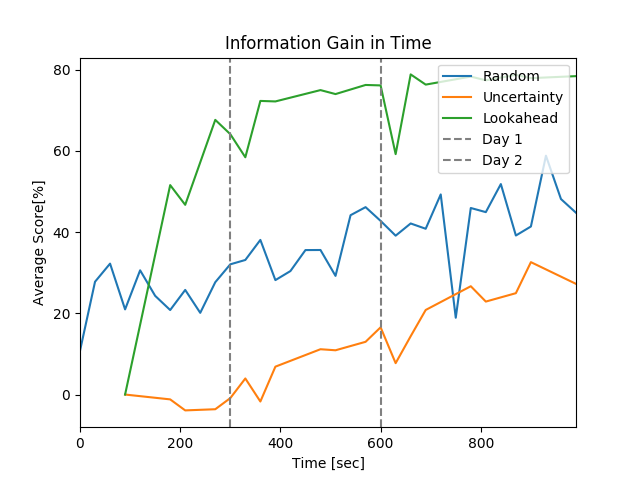 Information Gain in Time
Random
Uncertainty
Lookahead
Day 1
Day 2
Average Score[%]
80
60
40
20
0
0 200 400 600 800
Time [sec]